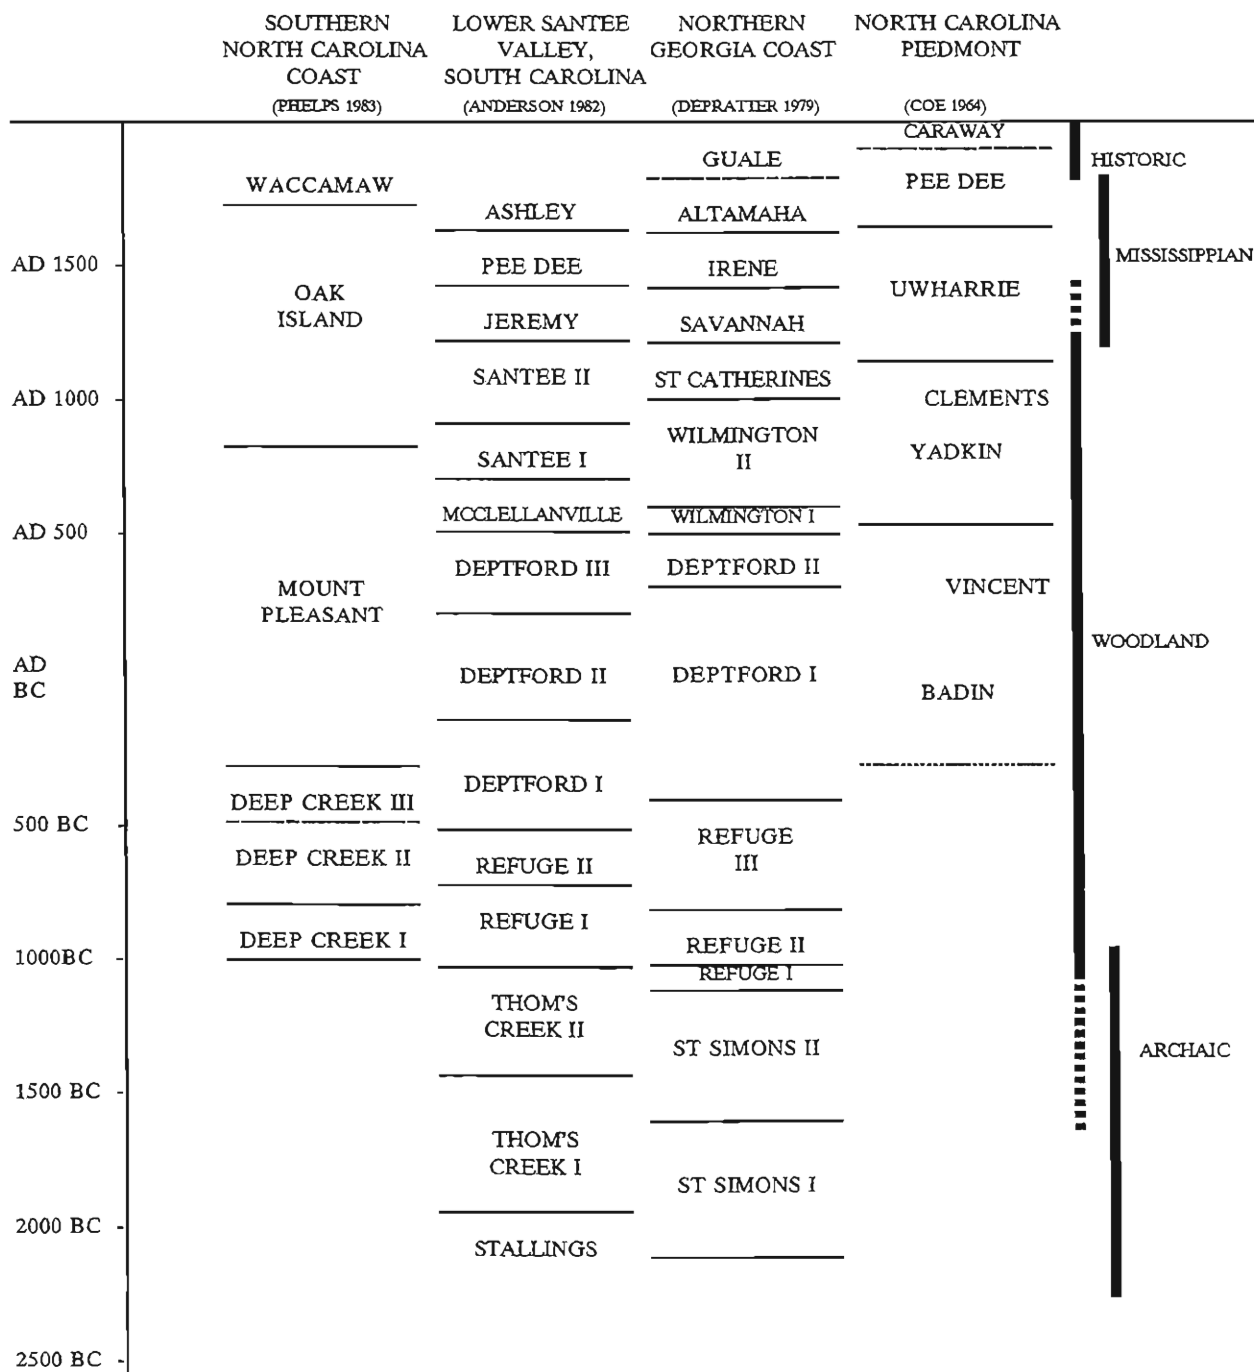 SOUTHERN
NORTH CAROLINA
COAST
(PHELPS 1983)
LOWER SANTEE
VALLEY,
SOUTH CAROLINA
(ANDERSON 1982)
NORTHERN
GEORGIA COAST
(DEPRATTER 1979)
NORTH CAROLINA
PIEDMONT
(COE 1964)
AD 1500
AD 1000
AD 500
AD
BC
500 BC
1000BC
1500 BC
2000 BC
2500 BC
WACCAMAW
OAK
ISLAND
MOUNT
PLEASANT
DEEP CREEK III
DEEP CREEK II
DEEP CREEK I
ASHLEY
PEE DEE
JEREMY
SANTEE II
SANTEE I
MCCLELLANVILLE
DEPTFORD III
DEPTFORD II
DEPTFORD I
REFUGE II
REFUGE I
THOM'S
CREEK II
THOM'S
CREEK I
STALLINGS
GUALE
ALTAMAHA
IRENE
SAVANNAH
ST CATHERINES
WILMINGTON
II
WILMINGTON I
DEPTFORD II
DEPTFORD I
REFUGE
III
REFUGE II
REFUGE I
ST SIMONS II
ST SIMONS I
CARAWAY
PEE DEE
UWHARRIE
CLEMENTS
YADKIN
VINCENT
BADIN
HISTORIC
MISSISSIPPIAN
WOODLAND
ARCHAIC